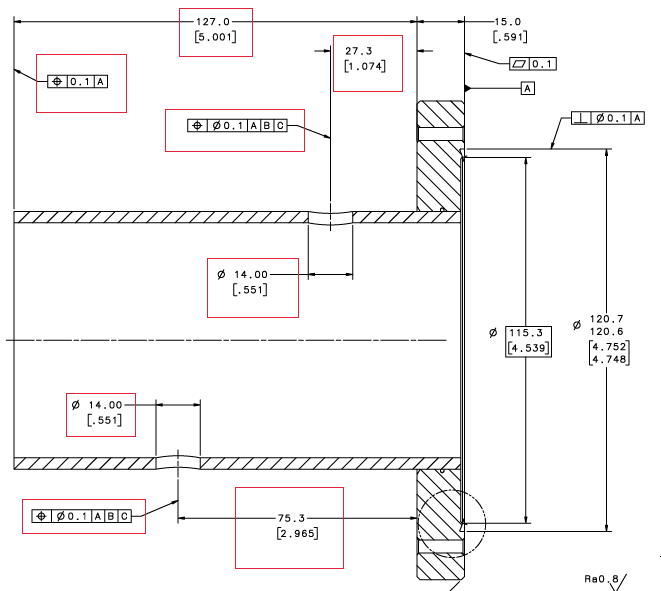 127.0
[5.001]
15.0
[.591]
27.3
[1.074]
⏥ 0.1
⌖ 0.1 A
A
⌖ Ø0.1 A B C
⊥ Ø0.1 A
Ø 14.00
[.551]
Ø 115.3
[4.539]
Ø 120.7
120.6
[4.752]
4.748]
Ø 14.00
[.551]
⌖ Ø0.1 A B C
75.3
[2.965]
Ra0.8